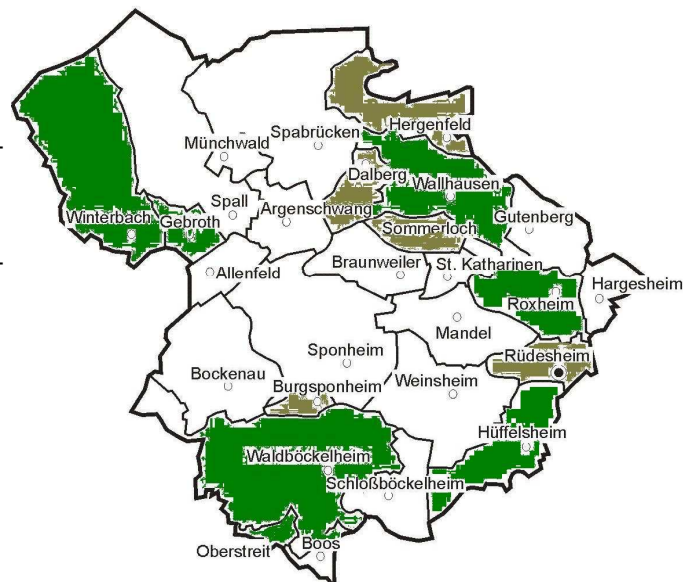 Hergenfeld
Spabrücken
Münchwald
Dalberg
Wallhausen
Spall
Argenschwang
Winterbach
Gebroth
Gutenberg
Sommerloch
Braunweiler
St. Katharinen
Allenfeld
Hargesheim
Roxheim
Mandel
Rüdesheim
Sponheim
Bockenau
Burgsponheim
Weinsheim
Hüffelsheim
Waldböckelheim
Schloßböckelheim
Oberstreit
Boos